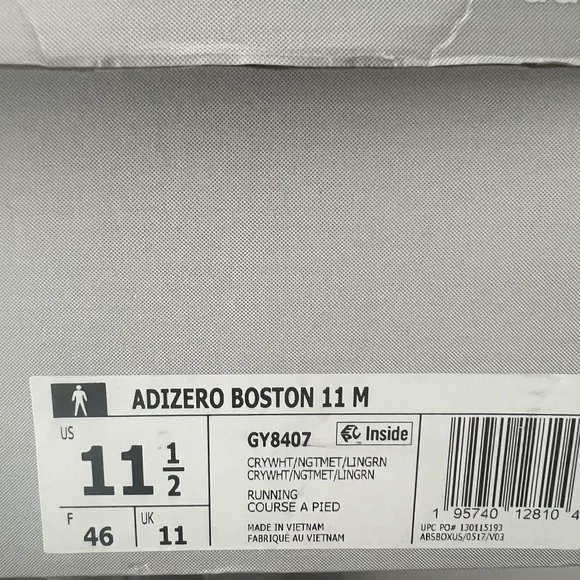 ADIZERO BOSTON 11 M
US
11 1/2
F 46
UK 11
GY8407
Inside
CRYWHT/NGTMET/LINGRN
CRYWHT/NGTMET/LINGRN
RUNNING
COURSE A PIED
MADE IN VIETNAM
FABRIQUÉ AU VIETNAM
1 95740 12810 4
UPC PO# 130115193
ABSBOXUS/0517/V03